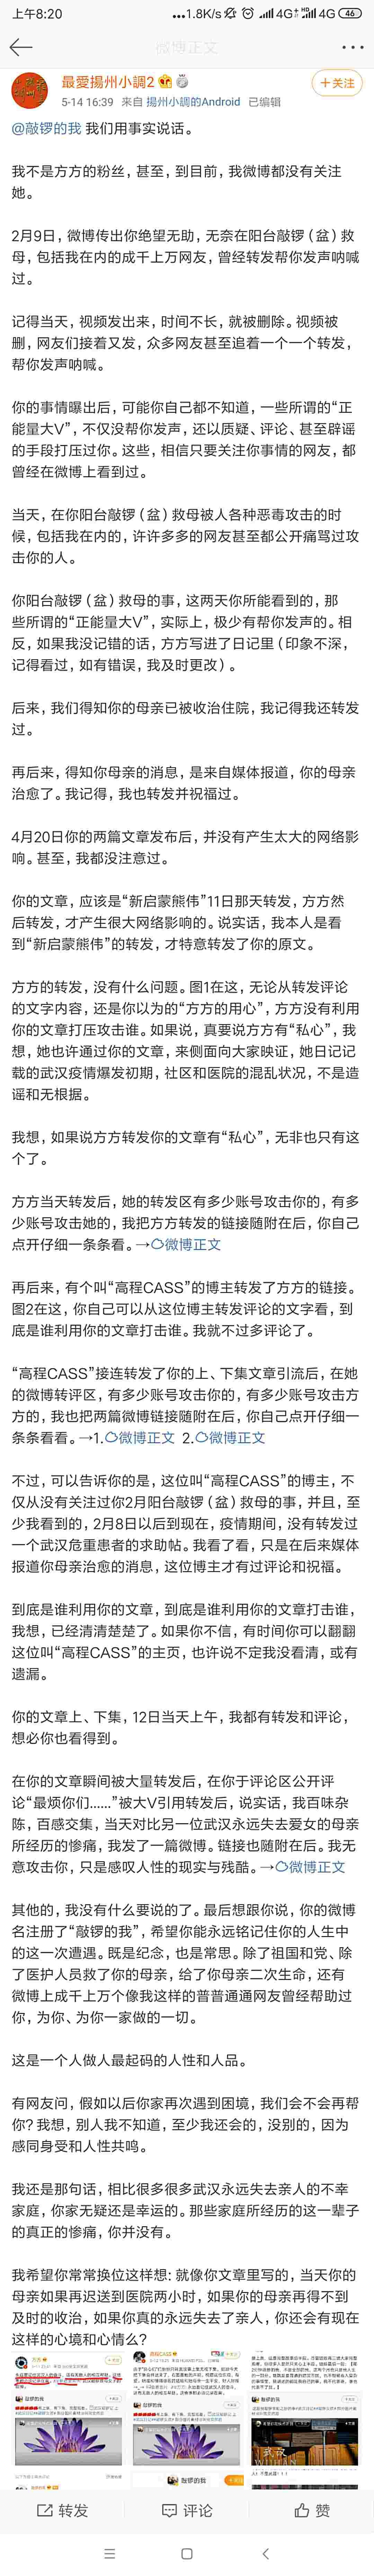 上午8:20
...1.8K/s
4G
4G
46
微博正文
最愛揚州小調2
+关注
5-14 16:39 来自 揚州小調的Android 已编辑
@敲锣的我 我们用事实说话。
我不是方方的粉丝，甚至，到目前，我微博都没有关注
她。
2月9日，微博传出你绝望无助，无奈在阳台敲锣（盆）救
母，包括我在内的成千上万网友，曾经转发帮你发声呐喊
过。
记得当天，视频发出来，时间不长，就被删除。视频被
删，网友们接着又发，众多网友甚至追着一个一个转发，
帮你发声呐喊。
你的事情曝出后，可能你自己都不知道，一些所谓的“正
能量大V”，不仅没帮你发声，还以质疑、评论、甚至辟谣
的手段打压过你。这些，相信只要关注你事情的网友，都
曾经在微博上看到过。
当天，在你阳台敲锣（盆）救母被人各种恶毒攻击的时
候，包括我在内的，许许多多的网友甚至都公开痛骂过攻
击你的人。
你阳台敲锣（盆）救母的事，这两天你所能看到的，那
些所谓的“正能量大V”，实际上，极少有帮你发声的。相
反，如果我没记错的话，方方写进了日记里（印象不深，
记得看过，如有错误，我及时更改）。
后来，我们得知你的母亲已被收治住院，我记得我还转发
过。
再后来，得知你母亲的消息，是来自媒体报道，你的母亲
治愈了。我记得，我也转发并祝福过。
4月20日你的两篇文章发布后，并没有产生太大的网络影
响。甚至，我都没注意过。
你的文章，应该是“新启蒙熊伟”11日那天转发，方方然
后转发，才产生很大网络影响的。说实话，我本人是看
到“新启蒙熊伟”的转发，才特意转发了你的原文。
方方的转发，没有什么问题。图1在这，无论从转发评论
的文字内容，还是你以为的“方方的用心”，方方没有利用
你的文章打压攻击谁。如果说，真要说方方有“私心”，我
想，她也许通过你的文章，来侧面向大家映证，她日记记
载的武汉疫情爆发初期，社区和医院的混乱状况，不是造
谣和无根据。
我想，如果说方方转发你的文章有“私心”，无非也只有这
个了。
方方当天转发后，她的转发区有多少账号攻击你的，有多
少账号攻击她的，我把方方转发的链接随附在后，你自己
点开仔细一条条看。→微博正文
再后来，有个叫“高程CASS”的博主转发了方方的链接。
图2在这，你自己可以从这位博主转发评论的文字看，到
底是谁利用你的文章打击谁。我就不过多评论了。
“高程CASS”接连转发了你的上、下集文章引流后，在她
的微博转评区，有多少账号攻击你的，有多少账号攻击方
方的，我也把两篇微博链接随附在后，你自己点开仔细一
条条看看。→1.微博正文 2.微博正文
不过，可以告诉你的是，这位叫“高程CASS”的博主，不
仅从没有关注过你2月阳台敲锣（盆）救母的事，并且，至
少我看到的，2月8日以后到现在，疫情期间，没有转发过
一个武汉危重患者的求助帖。我看了看，只是在后来媒体
报道你母亲治愈的消息，这位博主才有过评论和祝福。
到底是谁利用你的文章，到底是谁利用你的文章打击谁，
我想，已经清清楚楚了。如果你不信，有时间你可以翻翻
这位叫“高程CASS”的主页，也许说不定我没看清，或有
遗漏。
你的文章上、下集，12日当天上午，我都有转发和评论，
想必你也看得到。
在你的文章瞬间被大量转发后，在你于评论区公开评
论“最烦你们......”被大V引用转发后，说实话，我百味杂
陈，百感交集，当天对比另一位武汉永远失去爱女的母亲
所经历的惨痛，我发了一篇微博。链接也随附在后。我无
意攻击你，只是感叹人性的现实与残酷。→微博正文
其他的，我没有什么要说的了。最后想跟你说，你的微博
名注册了“敲锣的我”，希望你能永远铭记住你的人生中
的这一次遭遇。既是纪念，也是常思。除了祖国和党、除
了医护人员救了你的母亲，给了你母亲二次生命，还有
微博上成千上万个像我这样的普普通通网友曾经帮助过
你，为你、为你一家做的一切。
这是一个人做人最起码的人性和人品。
有网友问，假如以后你家再次遇到困境，我们会不会再帮
你？我想，别人我不知道，至少我还会的，没别的，因为
感同身受和人性共鸣。
我还是那句话，相比很多很多武汉永远失去亲人的不幸
家庭，你家无疑还是幸运的。那些家庭所经历的这一辈子
的真正的惨痛，你并没有。
我希望你常常换位这样想：就像你文章里写的，当天你的
母亲如果再迟送到医院两小时，如果你的母亲再得不到
及时的收治，如果你真的永远失去了亲人，你还会有现在
这样的心境和心情么？
方方
敲锣的我
敲锣的我
敲锣的我
武汉
WUHAN
敲锣的我
转发
评论
赞